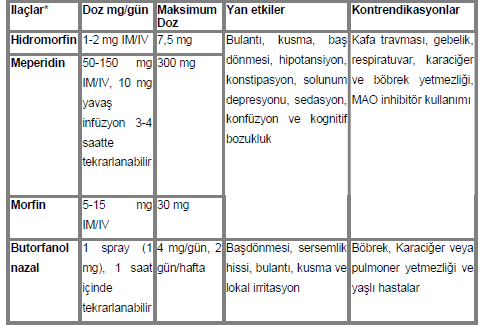 İlaçlar*
Doz mg/gün
Maksimum
Doz
Yan etkiler
Kontrendikasyonlar
Hidromorfin
1-2 mg IM/IV
7,5 mg
Bulantı, kusma, baş
dönmesi, hipotansiyon,
konstipasyon, solunum
depresyonu, sedasyon,
konfüzyon ve kognitif
bozukluk
Kafa travması, gebelik,
respiratuvar, karaciğer
ve böbrek yetmezliği,
MAO inhibitör kullanımı
Meperidin
50-150 mg
IM/IV, 10 mg
yavaş
infüzyon 3-4
saatte
tekrarlanabilir
300 mg
Morfin
5-15 mg
IM/IV
30 mg
Butorfanol
nazal
1 spray (1
mg), 1 saat
içinde
tekrarlanabilir
4 mg/gün, 2
gün/hafta
Başdönmesi, sersemlik
hissi, bulantı, kusma ve
lokal irritasyon
Böbrek, Karaciğer veya
pulmoner yetmezliği ve
yaşlı hastalar